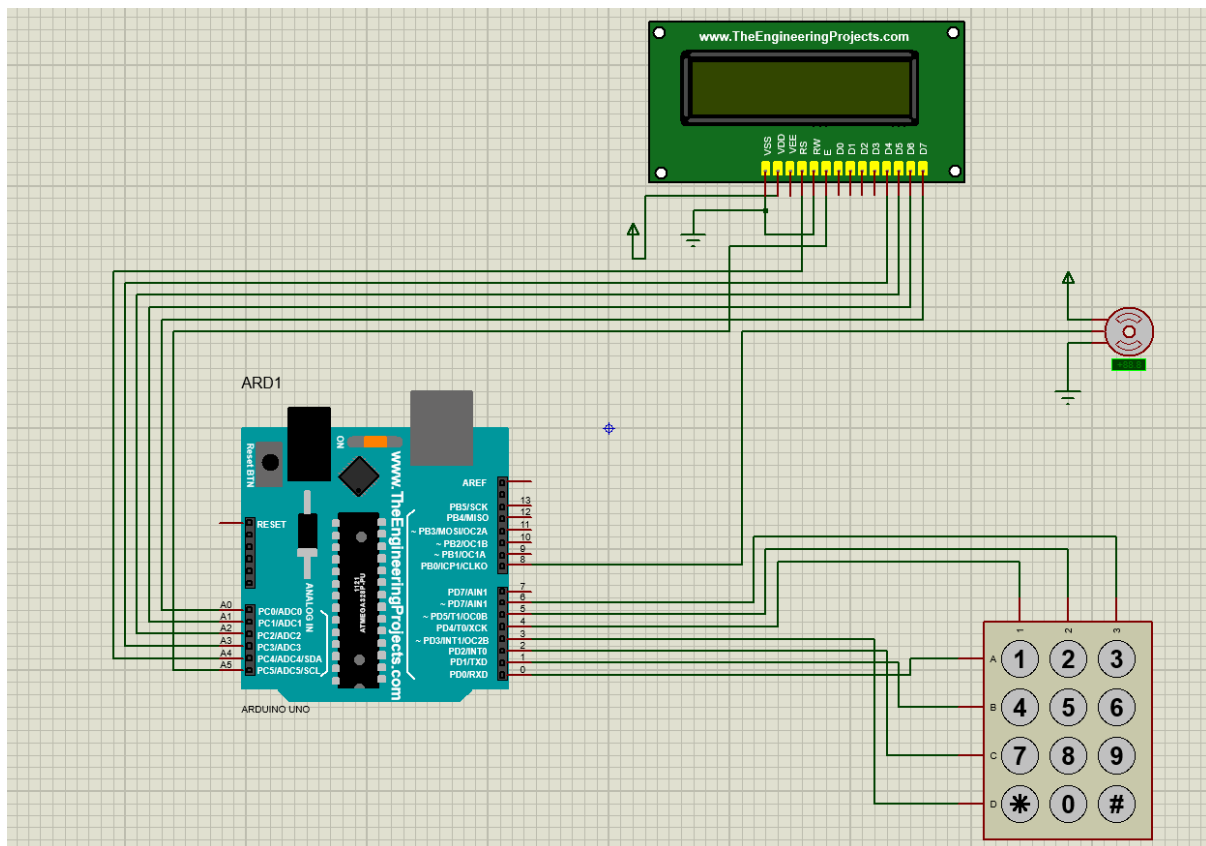 www.TheEngineeringProjects.com
VSS
VDD
VEE
RS
RW
E
D0
D1
D2
D3
D4
D5
D6
D7
ARD1
Reset BTN
ON
www.TheEngineeringProjects.com
AREF
13
PB5/SCK
12
PB4/MISO
11
~ PB3/MOSI/OC2A
10
~ PB2/OC1B
9
~ PB1/OC1A
8
PB0/ICP1/CLKO
RESET
1121
ATMEGA328P-PU
ANALOG IN
7
PD7/AIN1
6
~ PD7/AIN1
5
~ PD5/T1/OC0B
4
PD4/T0/XCK
3
~ PD3/INT1/OC2B
2
PD2/INT0
1
PD1/TXD
0
PD0/RXD
A0
PC0/ADC0
A1
PC1/ADC1
A2
PC2/ADC2
A3
PC3/ADC3
A4
PC4/ADC4/SDA
A5
PC5/ADC5/SCL
ARDUINO UNO
1
2
3
A
1 2 3
B
4 5 6
C
7 8 9
D
* 0 #